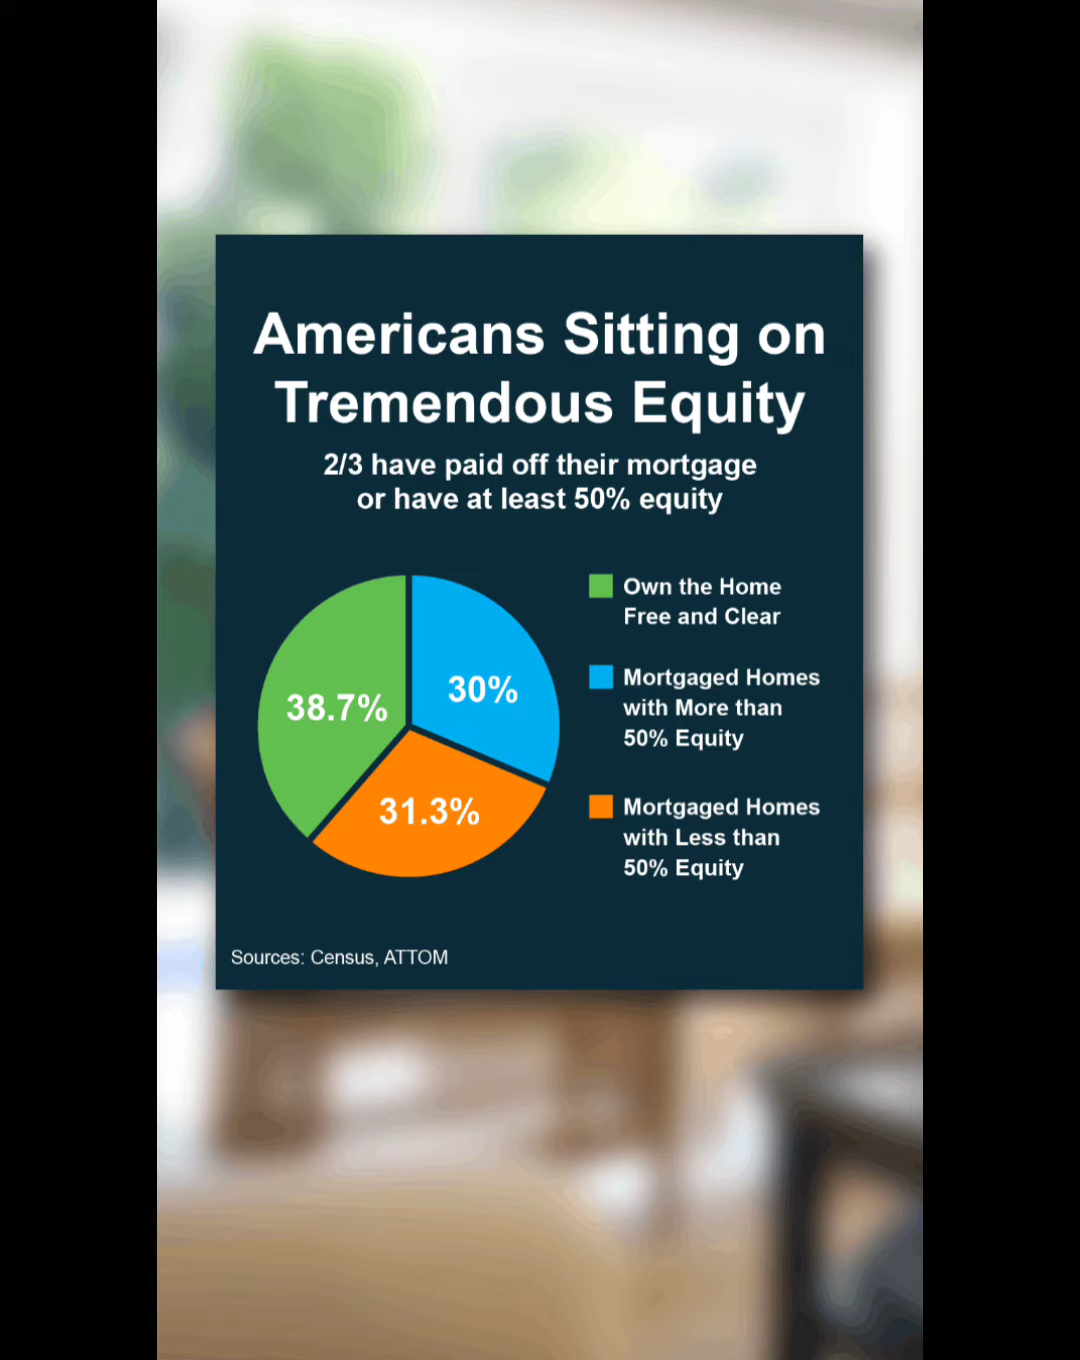 Americans Sitting on
Tremendous Equity
2/3 have paid off their mortgage
or have at least 50% equity
38.7%
30%
31.3%
Own the Home
Free and Clear
Mortgaged Homes
with More than
50% Equity
Mortgaged Homes
with Less than
50% Equity
Sources: Census, ATTOM